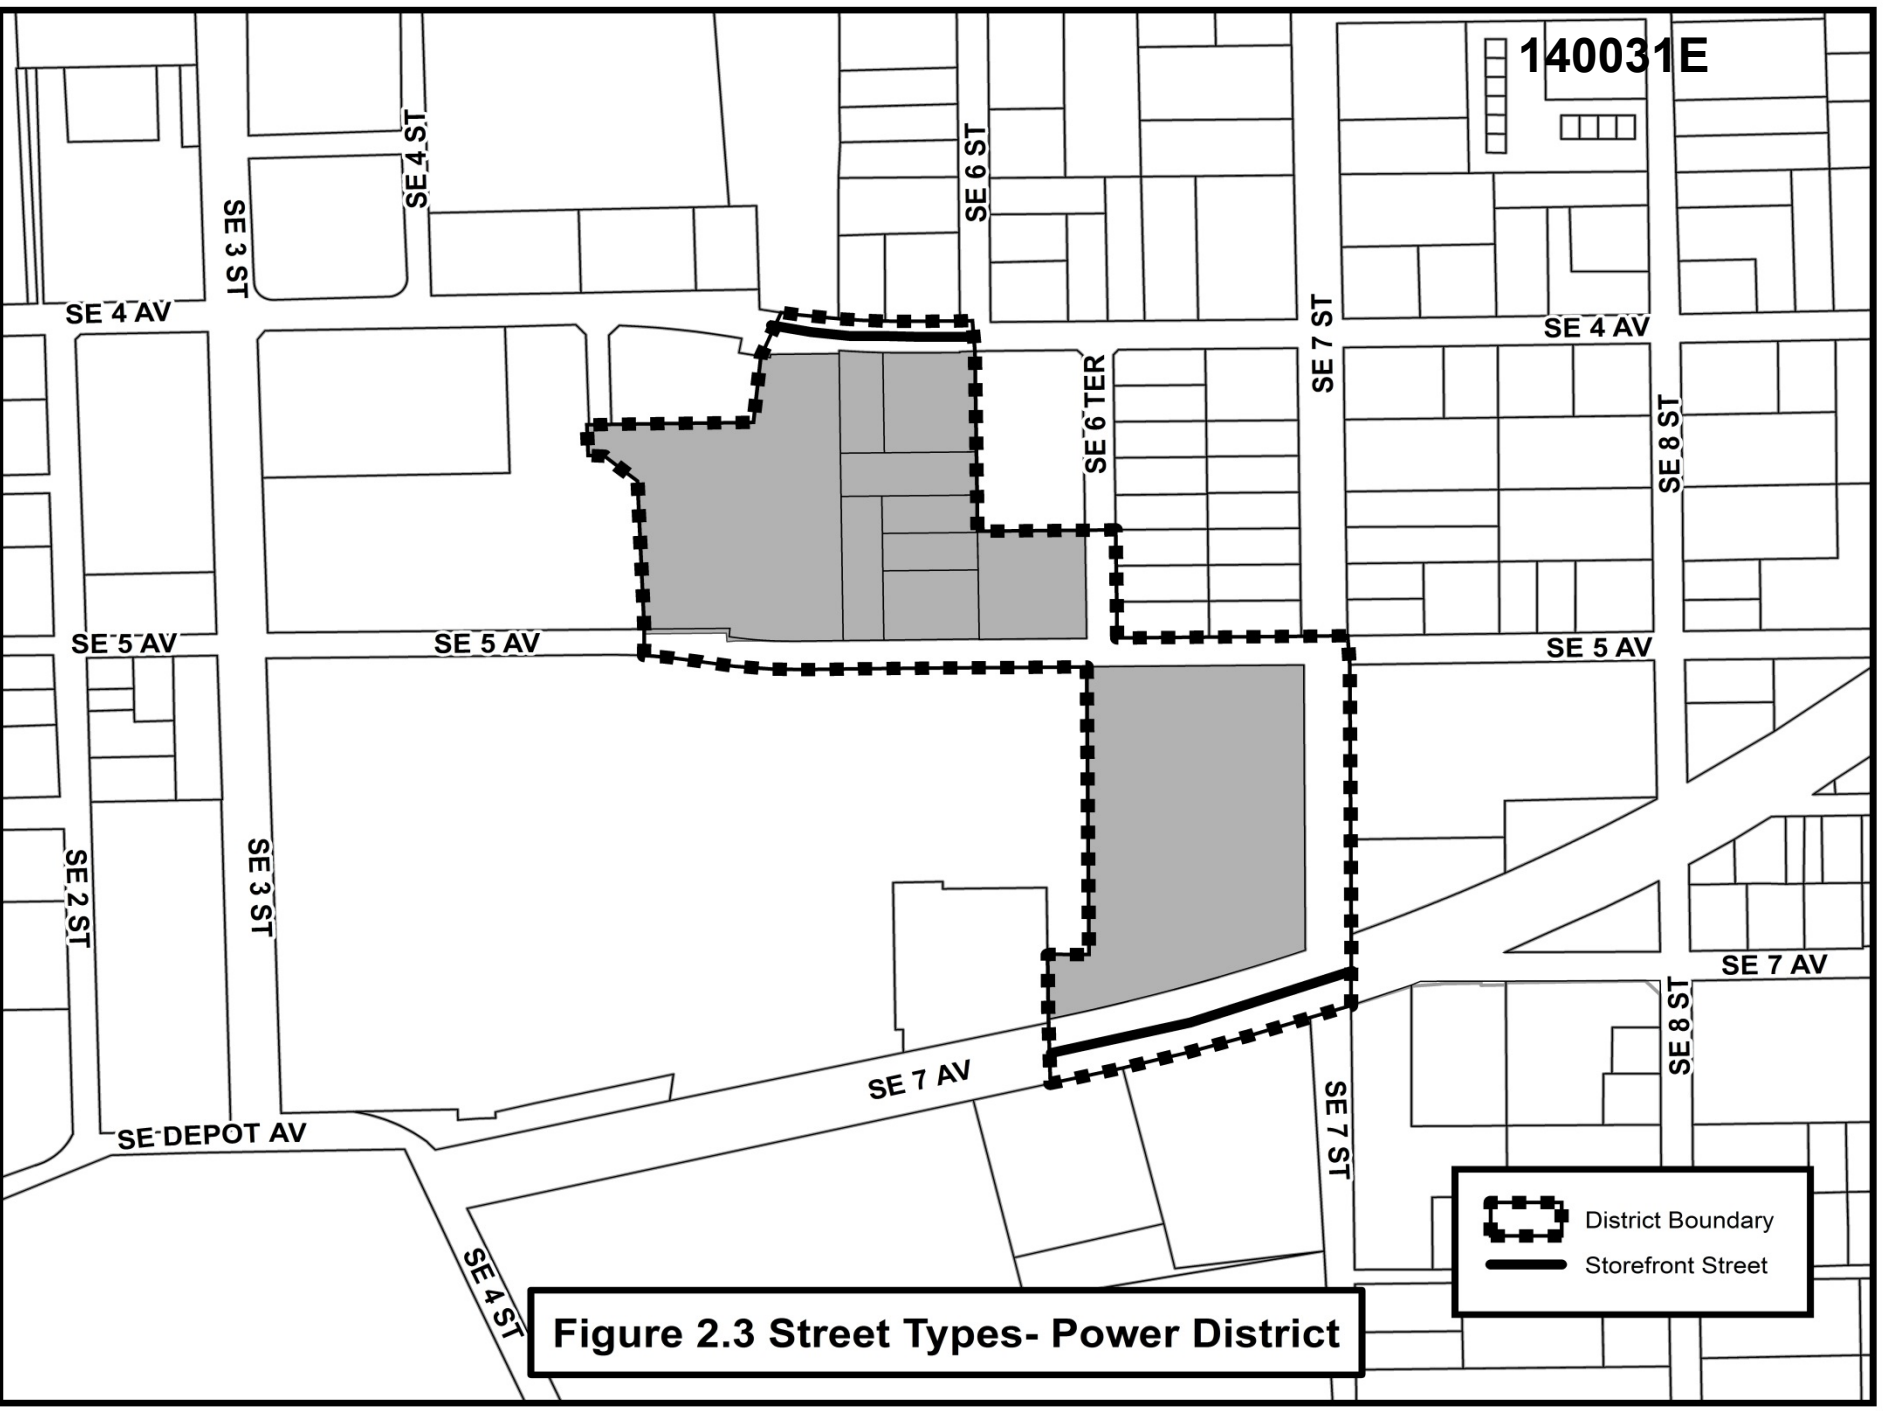 140031E
SE 4 ST
SE 6 ST
SE 3 ST
SE 4 AV
SE 7 ST
SE 4 AV
SE 6 TER
SE 8 ST
SE 5 AV
SE 5 AV
SE 5 AV
SE 2 ST
SE 3 ST
SE 7 AV
SE 8 ST
SE 7 AV
SE 7 ST
SE DEPOT AV
SE 4 ST
District Boundary
Storefront Street
Figure 2.3 Street Types- Power District